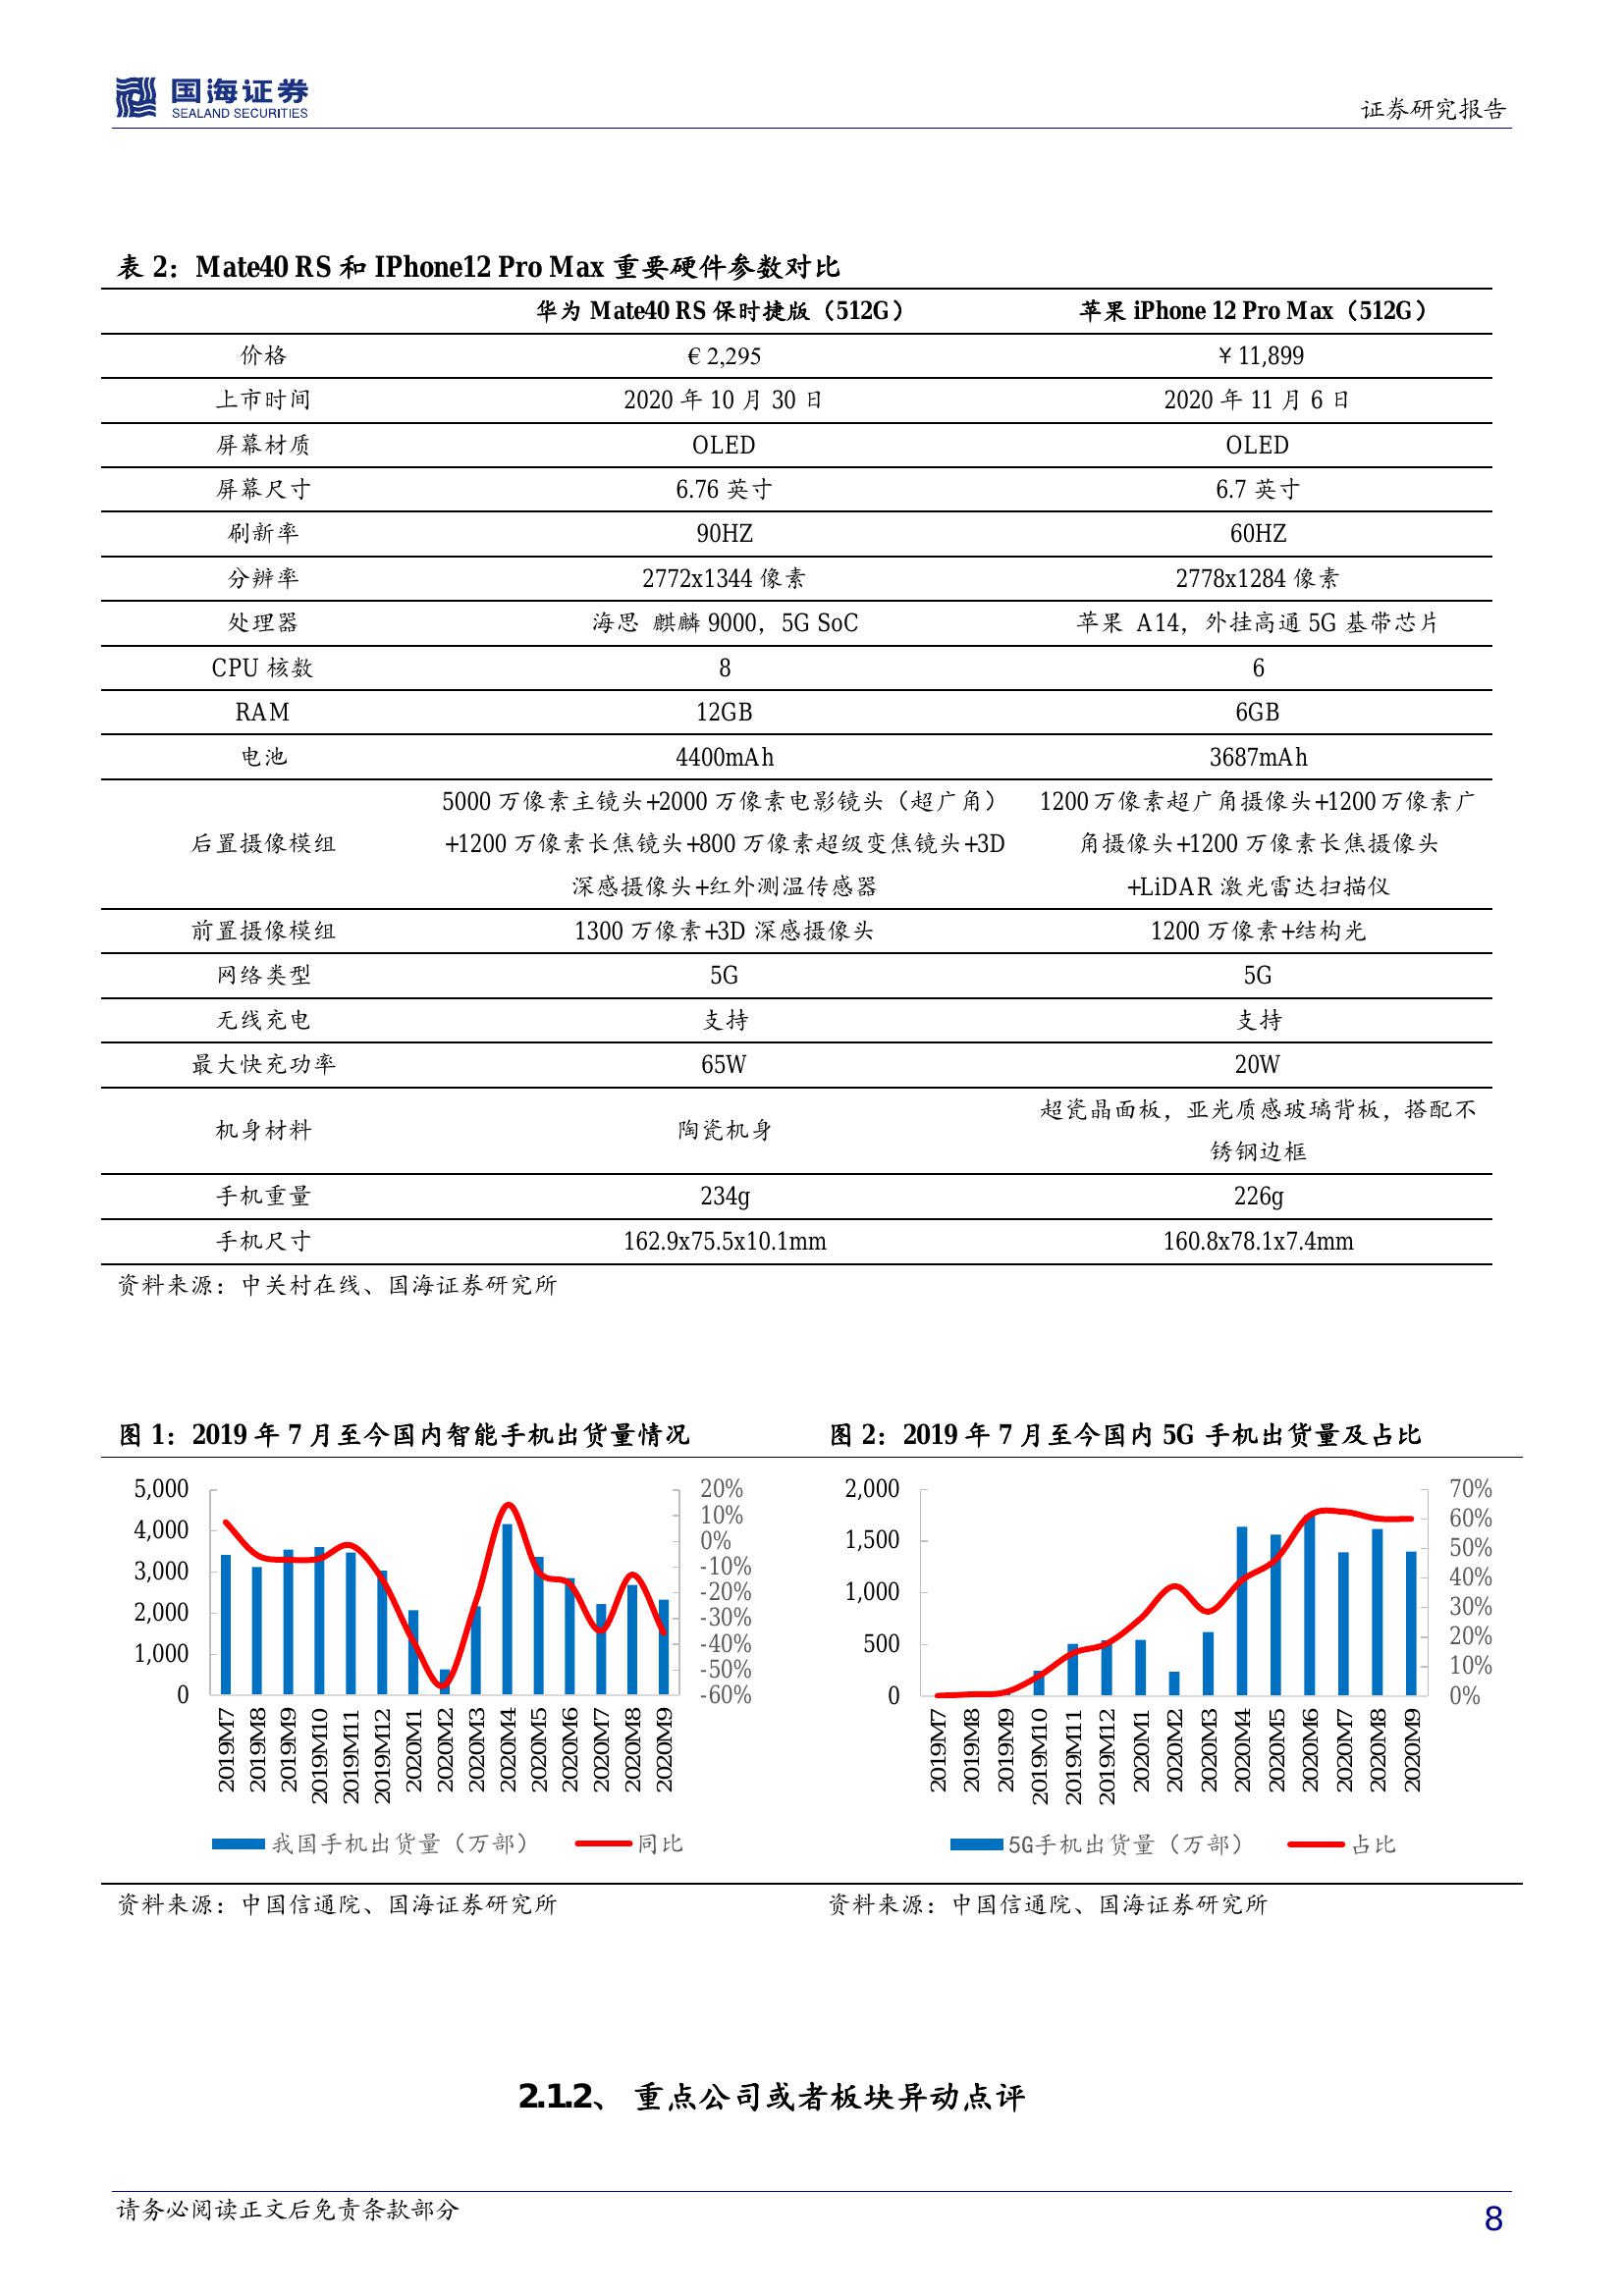 国海证券
SEALAND SECURITIES
证券研究报告
表 2：Mate40 RS 和 IPhone12 Pro Max 重要硬件参数对比
华为 Mate40 RS 保时捷版（512G） 苹果 iPhone 12 Pro Max（512G）
价格 € 2,295 ￥11,899
上市时间 2020 年 10 月 30 日 2020 年 11 月 6 日
屏幕材质 OLED OLED
屏幕尺寸 6.76 英寸 6.7 英寸
刷新率 90HZ 60HZ
分辨率 2772x1344 像素 2778x1284 像素
处理器 海思 麒麟 9000，5G SoC 苹果 A14，外挂高通 5G 基带芯片
CPU 核数 8 6
RAM 12GB 6GB
电池 4400mAh 3687mAh
后置摄像模组
5000 万像素主镜头+2000 万像素电影镜头（超广角）
+1200 万像素长焦镜头+800 万像素超级变焦镜头+3D
深感摄像头+红外测温传感器
1200 万像素超广角摄像头+1200 万像素广
角摄像头+1200 万像素长焦摄像头
+LiDAR 激光雷达扫描仪
前置摄像模组 1300 万像素+3D 深感摄像头 1200 万像素+结构光
网络类型 5G 5G
无线充电 支持 支持
最大快充功率 65W 20W
机身材料 陶瓷机身
超瓷晶面板，亚光质感玻璃背板，搭配不
锈钢边框
手机重量 234g 226g
手机尺寸 162.9x75.5x10.1mm 160.8x78.1x7.4mm
资料来源：中关村在线、国海证券研究所
图 1：2019 年 7 月至今国内智能手机出货量情况
5,000
4,000
3,000
2,000
1,000
0
20%
10%
0%
-10%
-20%
-30%
-40%
-50%
-60%
2019M7
2019M8
2019M9
2019M10
2019M11
2019M12
2020M1
2020M2
2020M3
2020M4
2020M5
2020M6
2020M7
2020M8
2020M9
我国手机出货量（万部） 同比
资料来源：中国信通院、国海证券研究所
图 2：2019 年 7 月至今国内 5G 手机出货量及占比
2,000
1,500
1,000
500
0
70%
60%
50%
40%
30%
20%
10%
0%
2019M7
2019M8
2019M9
2019M10
2019M11
2019M12
2020M1
2020M2
2020M3
2020M4
2020M5
2020M6
2020M7
2020M8
2020M9
5G手机出货量（万部） 占比
资料来源：中国信通院、国海证券研究所
2.1.2、 重点公司或者板块异动点评
请务必阅读正文后免责条款部分
8